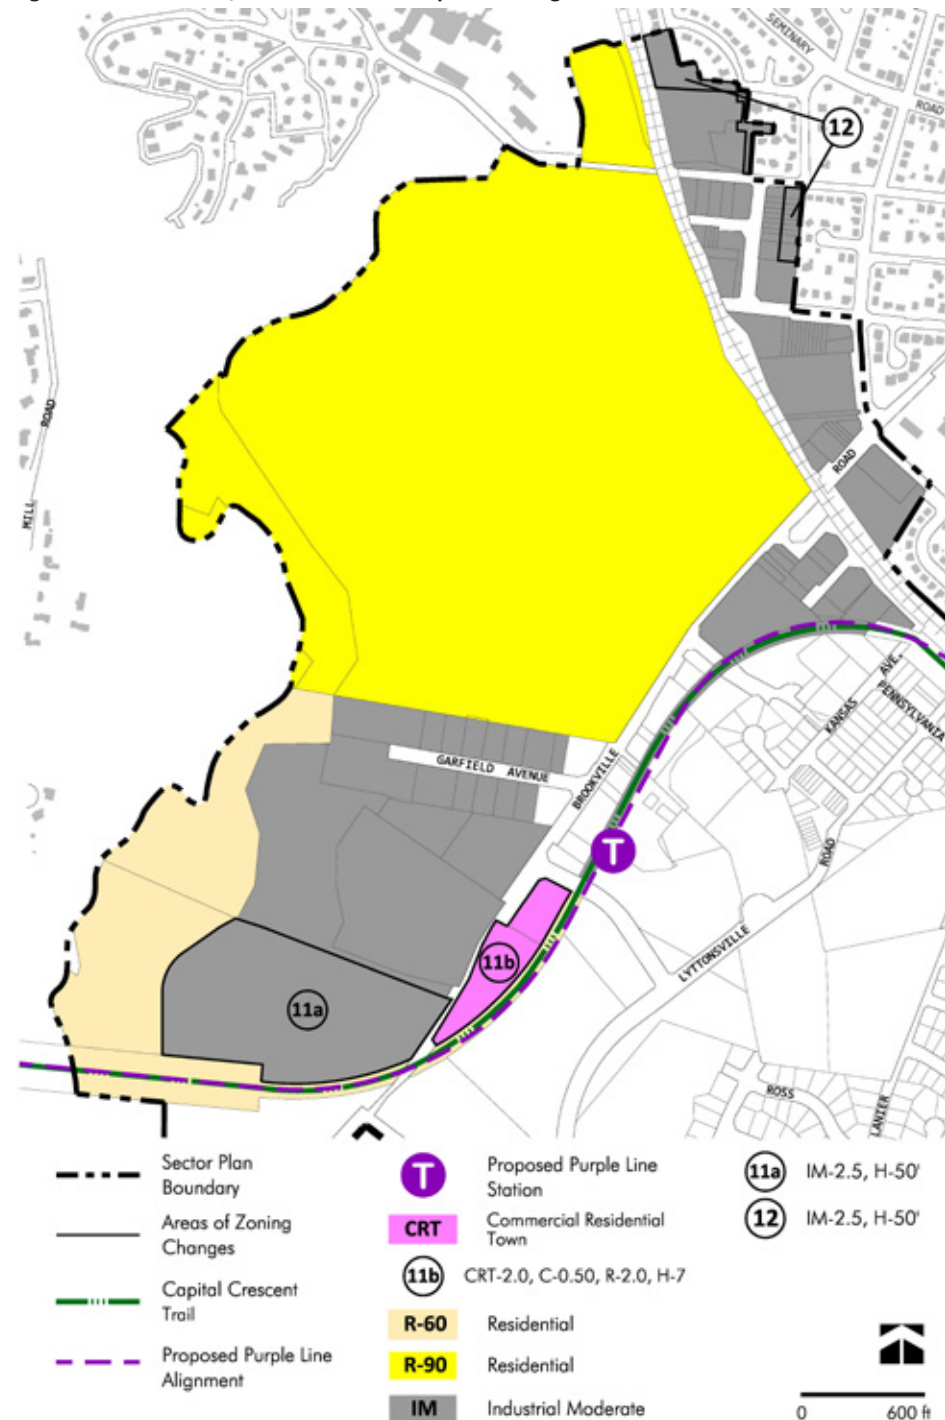 SEMINARY
ROAD
12
ROAD
MILL
ROAD
AVE.
KANSAS
PENNSYLVANIA
GARFIELD AVENUE
BROOKVILLE
T
ROAD
LYTTONSVILLE
11b
11a
ROSS
LANIER
Sector Plan
Boundary
Areas of Zoning
Changes
Capital Crescent
Trail
Proposed Purple Line
Alignment
T
Proposed Purple Line
Station
CRT
Commercial Residential
Town
11b
CRT-2.0, C-0.50, R-2.0, H-7
R-60
Residential
R-90
Residential
IM
Industrial Moderate
11a
IM-2.5, H-50'
12
IM-2.5, H-50'
0 600 ft